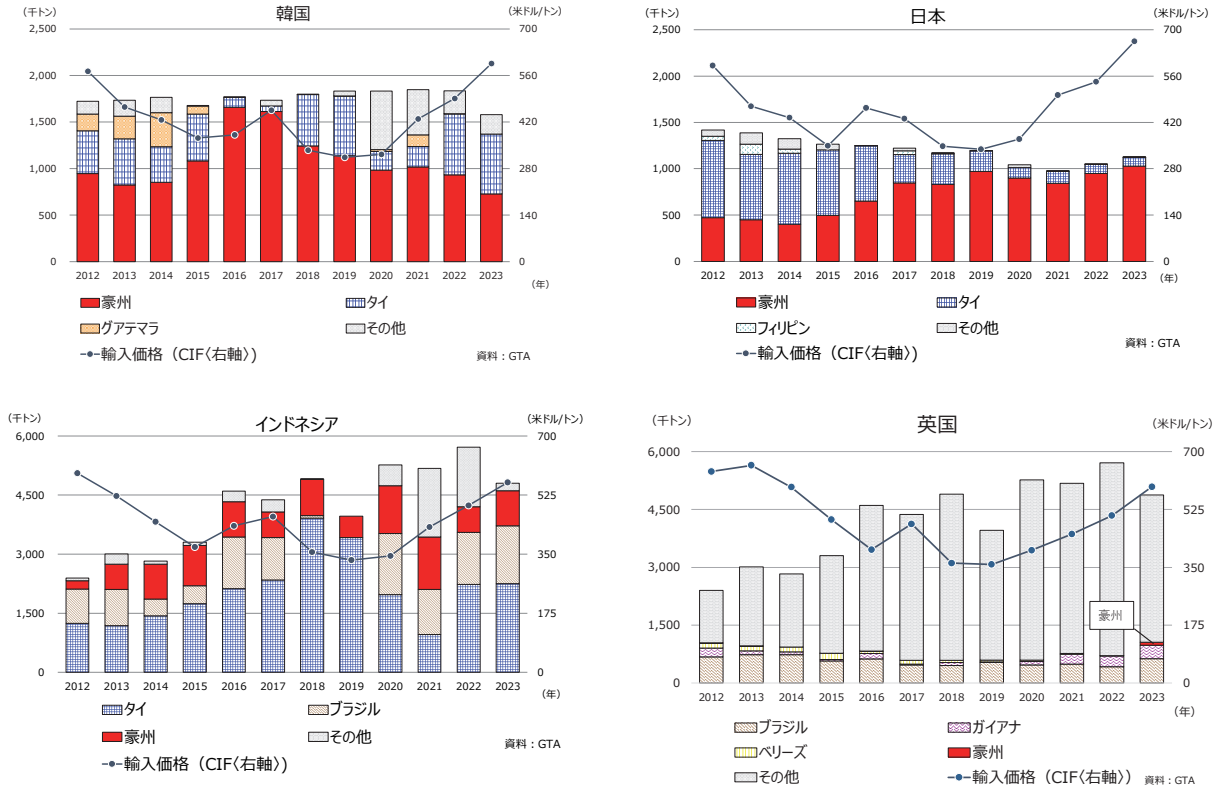 韓国
（千トン）
（米ドル/トン）
2,500
2,000
1,500
1,000
500
0
700
560
420
280
140
0
2012 2013 2014 2015 2016 2017 2018 2019 2020 2021 2022 2023
（年）
豪州
タイ
グアテマラ
その他
輸入価格（CIF〈右軸〉)
資料：GTA
日本
（千トン）
（米ドル/トン）
2,500
2,000
1,500
1,000
500
0
700
560
420
280
140
0
2012 2013 2014 2015 2016 2017 2018 2019 2020 2021 2022 2023
（年）
豪州
タイ
フィリピン
その他
輸入価格（CIF〈右軸〉)
資料：GTA
インドネシア
（千トン）
（米ドル/トン）
6,000
4,500
3,000
1,500
0
700
525
350
175
0
2012 2013 2014 2015 2016 2017 2018 2019 2020 2021 2022 2023
（年）
タイ
ブラジル
豪州
その他
輸入価格（CIF〈右軸〉)
資料：GTA
英国
（千トン）
（米ドル/トン）
6,000
4,500
3,000
1,500
0
700
525
350
175
0
豪州
2012 2013 2014 2015 2016 2017 2018 2019 2020 2021 2022 2023
（年）
ブラジル
ガイアナ
ベリーズ
豪州
その他
輸入価格（CIF〈右軸〉）
資料：GTA